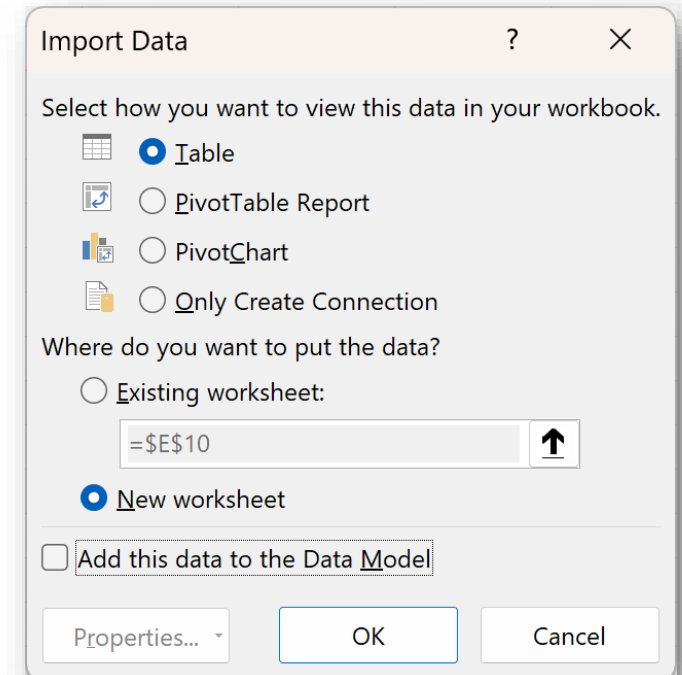 Import Data ?
Select how you want to view this data in your workbook.
Table
PivotTable Report
PivotChart
Only Create Connection
Where do you want to put the data?
Existing worksheet:
=$E$10
New worksheet
Add this data to the Data Model
Properties... OK Cancel